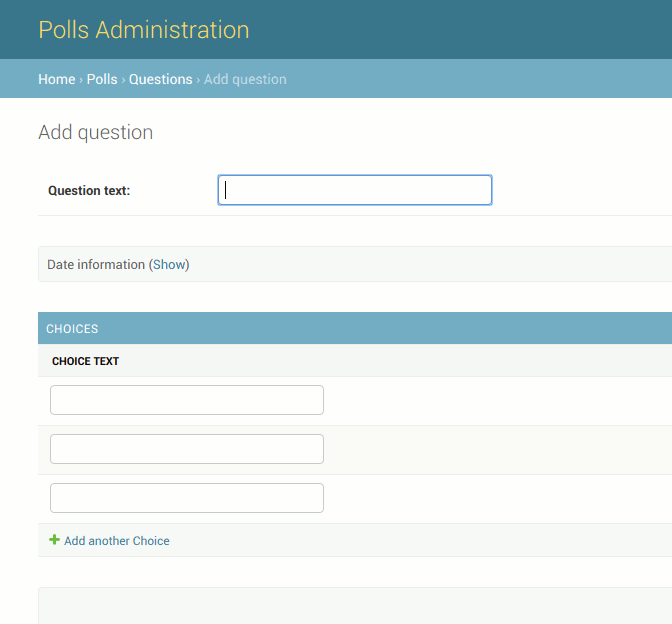 Polls Administration
Home › Polls › Questions › Add question
Add question
Question text:
Date information (Show)
CHOICES
CHOICE TEXT
Add another Choice